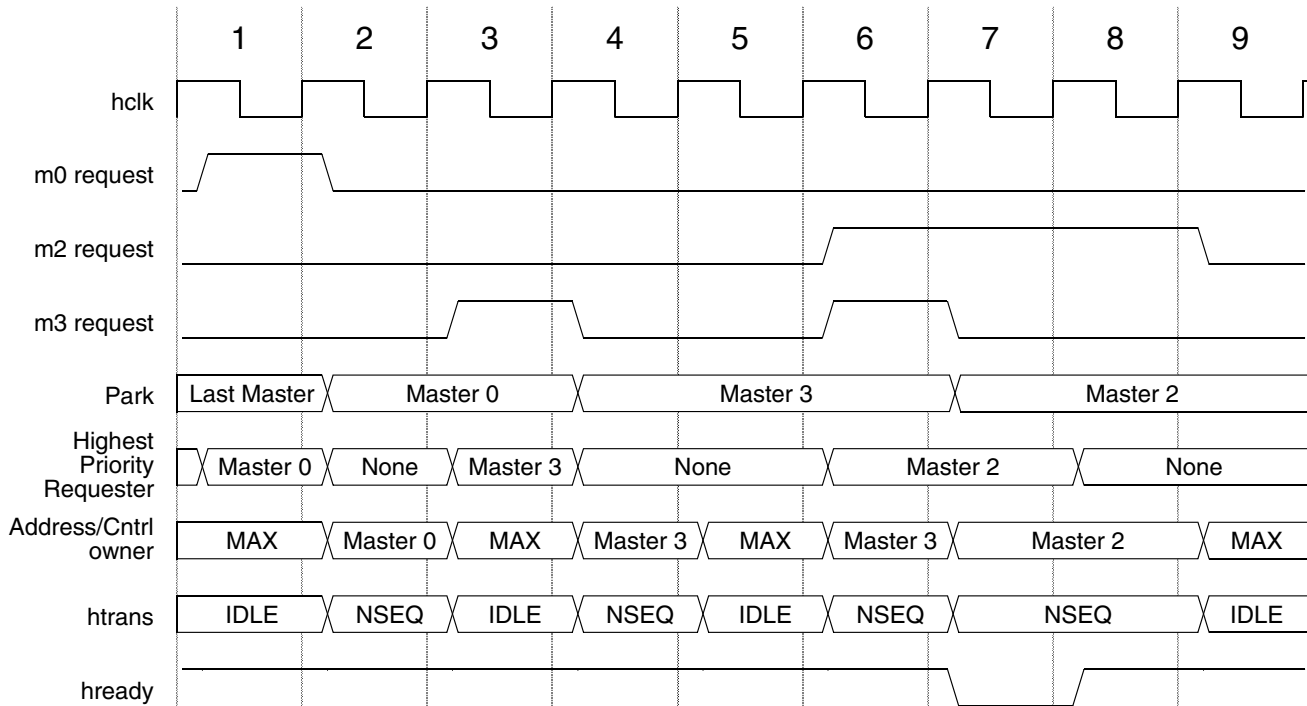 1 2 3 4 5 6 7 8 9
hclk
m0 request
m2 request
m3 request
Park Last Master Master 0 Master 3 Master 2
Highest
Priority
Requester
Master 0 None Master 3 None Master 2 None
Address/Cntrl
owner
MAX Master 0 MAX Master 3 MAX Master 3 Master 2 MAX
htrans IDLE NSEQ IDLE NSEQ IDLE NSEQ NSEQ IDLE
hready